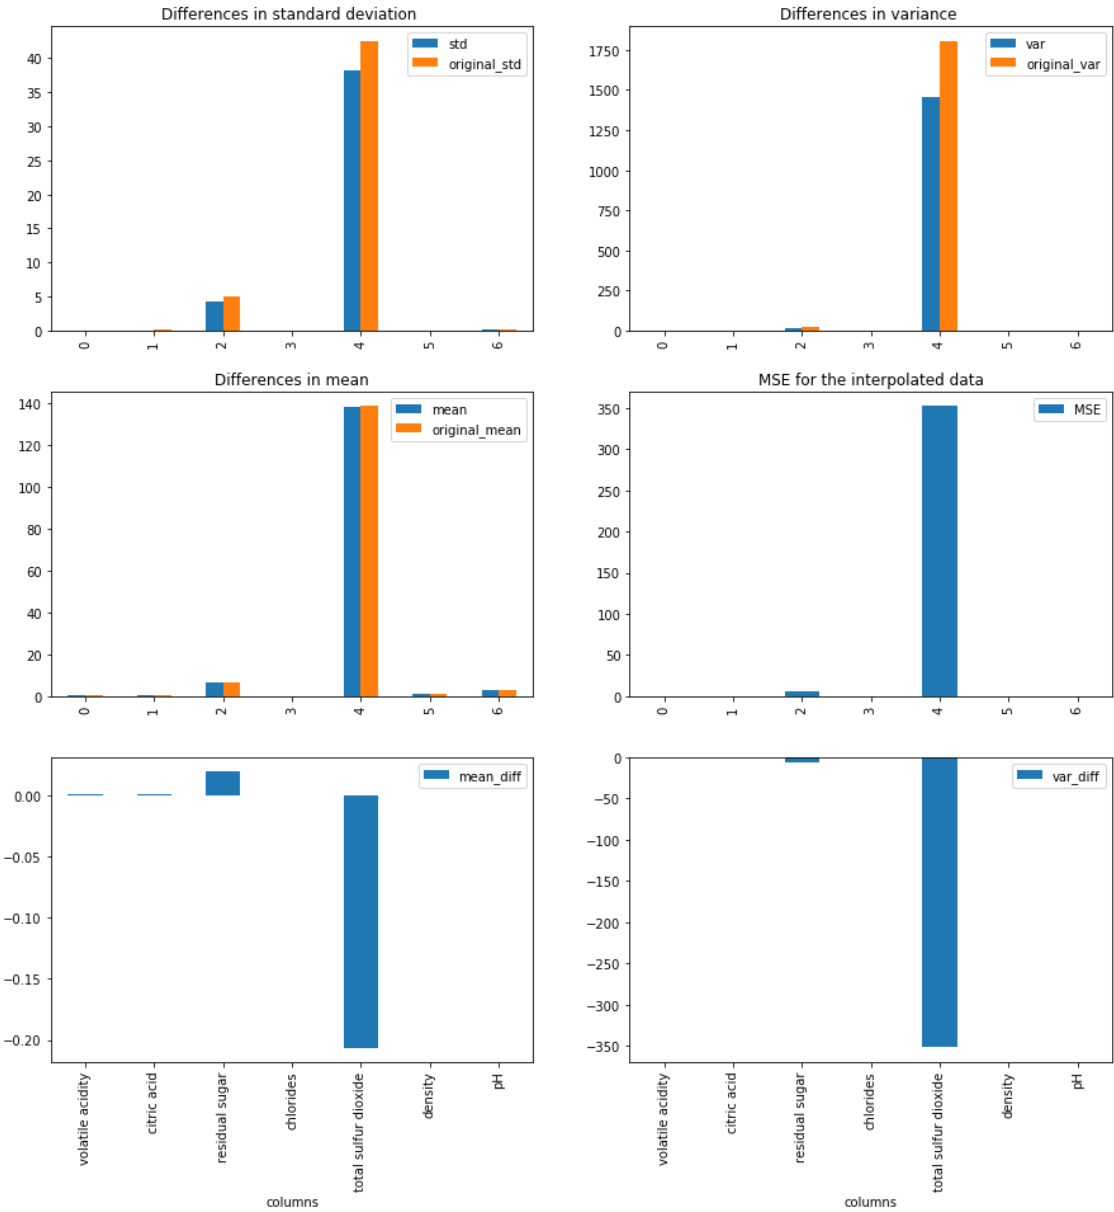 Differences in standard deviation
std
original_std
40
35
30
25
20
15
10
5
0
0
1
2
3
4
5
6
Differences in variance
var
original_var
1750
1500
1250
1000
750
500
250
0
0
1
2
3
4
5
6
Differences in mean
mean
original_mean
140
120
100
80
60
40
20
0
0
1
2
3
4
5
6
MSE for the interpolated data
MSE
350
300
250
200
150
100
50
0
0
1
2
3
4
5
6
mean_diff
0.00
−0.05
−0.10
−0.15
−0.20
volatile acidity
citric acid
residual sugar
chlorides
total sulfur dioxide
density
pH
columns
var_diff
0
−50
−100
−150
−200
−250
−300
−350
volatile acidity
citric acid
residual sugar
chlorides
total sulfur dioxide
density
pH
columns